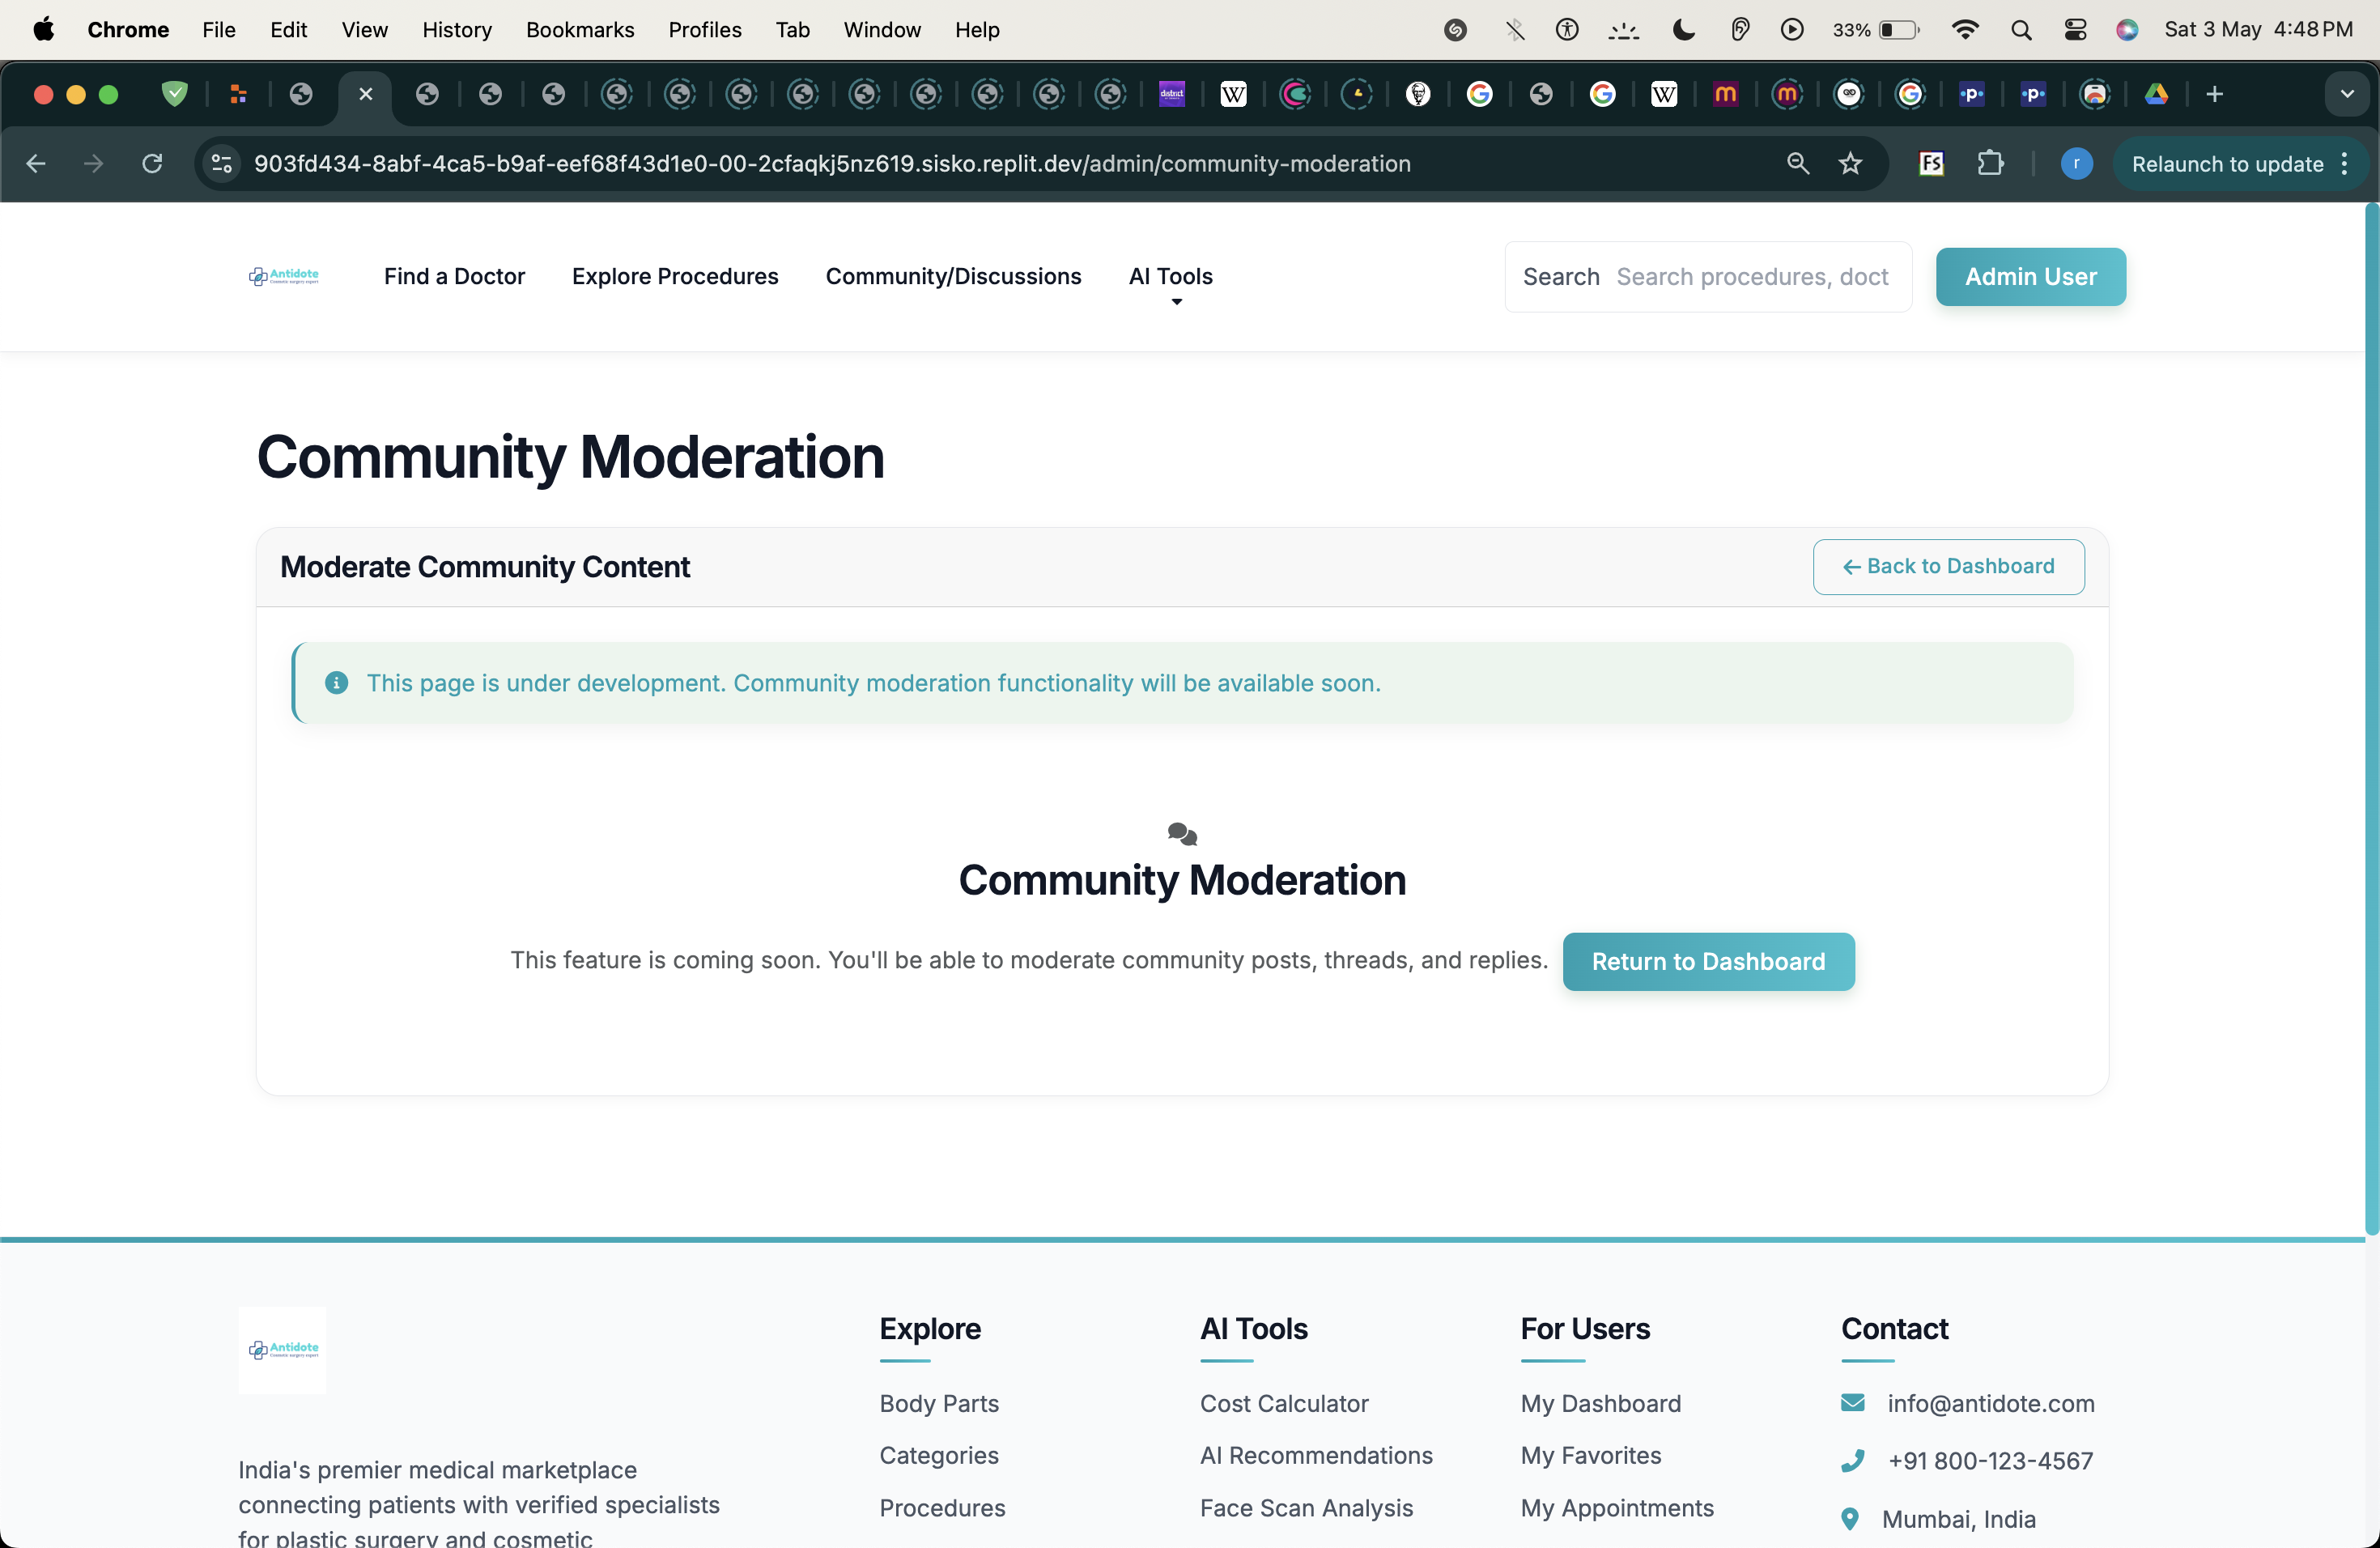 Chrome File Edit View History Bookmarks Profiles Tab Window Help 33% Sat 3 May 4:48 PM
903fd434-8abf-4ca5-b9af-eef68f43d1e0-00-2cfaqkj5nz619.sisko.replit.dev/admin/community-moderation Relaunch to update
Antidote Find a Doctor Explore Procedures Community/Discussions AI Tools Search Search procedures, doct Admin User
Cosmetic surgery expert
Community Moderation
Moderate Community Content ← Back to Dashboard
This page is under development. Community moderation functionality will be available soon.
Community Moderation
This feature is coming soon. You'll be able to moderate community posts, threads, and replies. Return to Dashboard
Antidote
Cosmetic surgery expert
India's premier medical marketplace
connecting patients with verified specialists
for plastic surgery and cosmetic
Explore
Body Parts
Categories
Procedures
AI Tools
Cost Calculator
AI Recommendations
Face Scan Analysis
For Users
My Dashboard
My Favorites
My Appointments
Contact
info@antidote.com
+91 800-123-4567
Mumbai, India